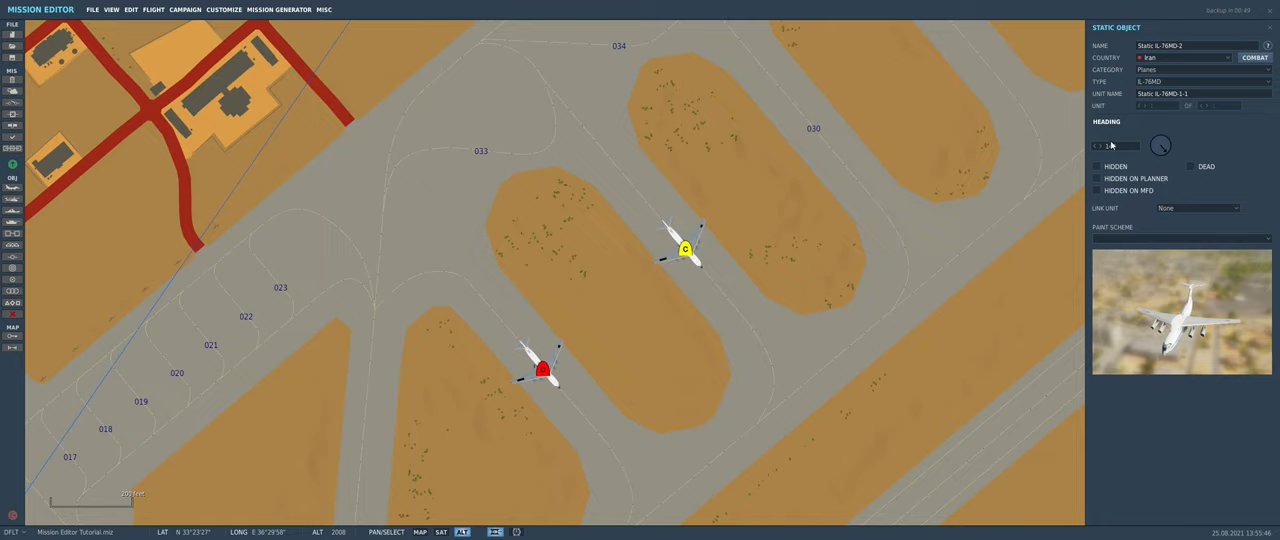 MISSION EDITOR
FILE VIEW EDIT FLIGHT CAMPAIGN CUSTOMIZE MISSION GENERATOR MISC
backup in 00:49
FILE
MIS
OBJ
MAP
034
030
033
023
022
021
020
019
018
017
C
200 feet
STATIC OBJECT
NAME Static IL-76MD-2 ?
COUNTRY Iran COMBAT
CATEGORY Planes
TYPE IL-76MD
UNIT NAME Static IL-76MD-1-1
UNIT OF
HEADING
HIDDEN DEAD
HIDDEN ON PLANNER
HIDDEN ON MFD
LINK UNIT None
PAINT SCHEME
DFLT Mission Editor Tutorial.miz LAT N 33°23'27" LONG E 36°29'58" ALT 2008 PAN/SELECT MAP SAT ALT 25.08.2021 13:55:46